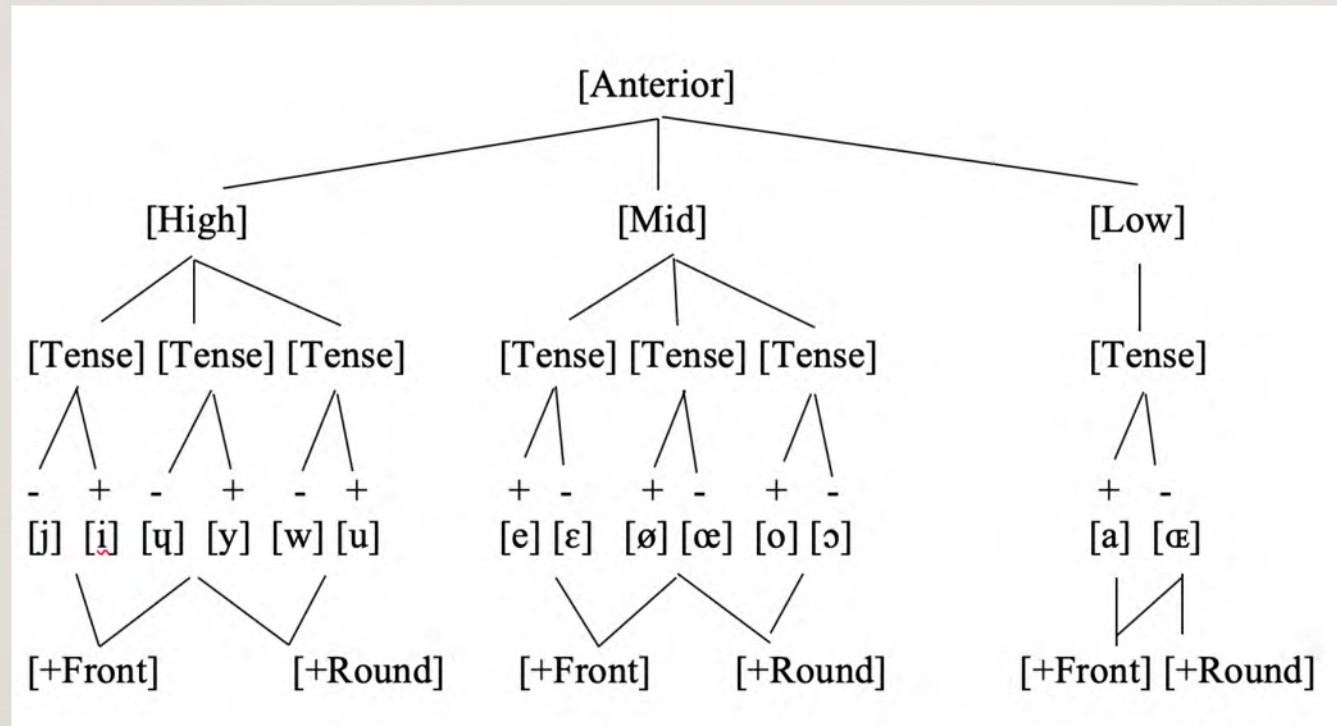 [Anterior]
[High] [Mid] [Low]
[Tense] [Tense] [Tense] [Tense] [Tense] [Tense] [Tense]
- + - + - + + - + - + - + -
[j] [i] [ɥ] [y] [w] [u] [e] [ɛ] [ø] [œ] [o] [ɔ] [a] [ɶ]
[+Front] [+Round] [+Front] [+Round] [+Front] [+Round]